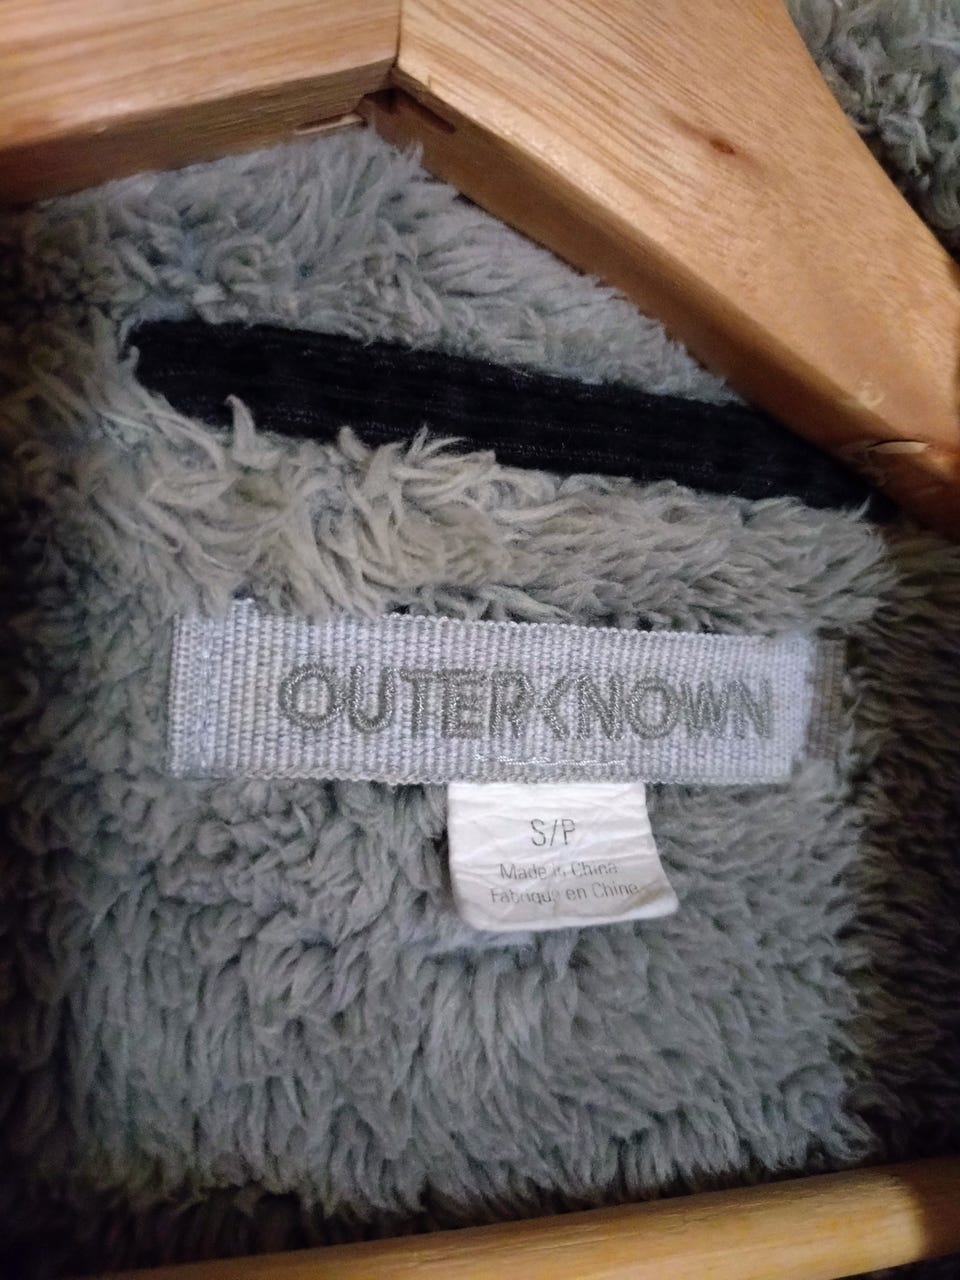 OUTERKNOWN
S/P
Made in China
Fabriqué en Chine